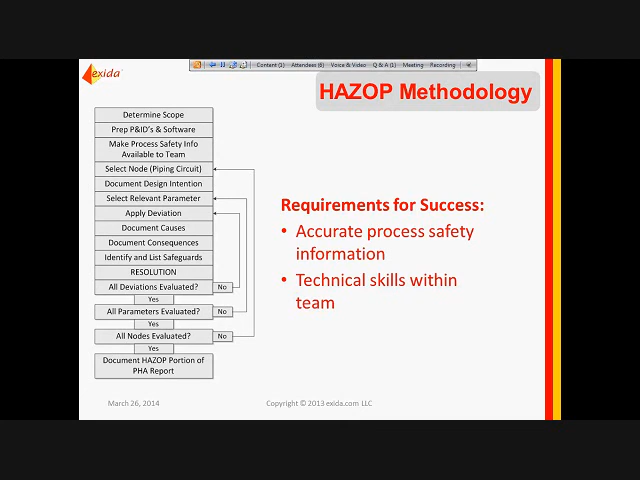 exida
Content (1) Attendees (6) Voice & Video Q & A (1) Meeting Recording
HAZOP Methodology
Determine Scope
Prep P&ID's & Software
Make Process Safety Info
Available to Team
Select Node (Piping Circuit)
Document Design Intention
Select Relevant Parameter
Apply Deviation
Document Causes
Document Consequences
Identify and List Safeguards
RESOLUTION
All Deviations Evaluated? No
Yes
All Parameters Evaluated? No
Yes
All Nodes Evaluated? No
Yes
Document HAZOP Portion of
PHA Report
Requirements for Success:
• Accurate process safety
information
• Technical skills within
team
March 26, 2014
Copyright © 2013 exida.com LLC